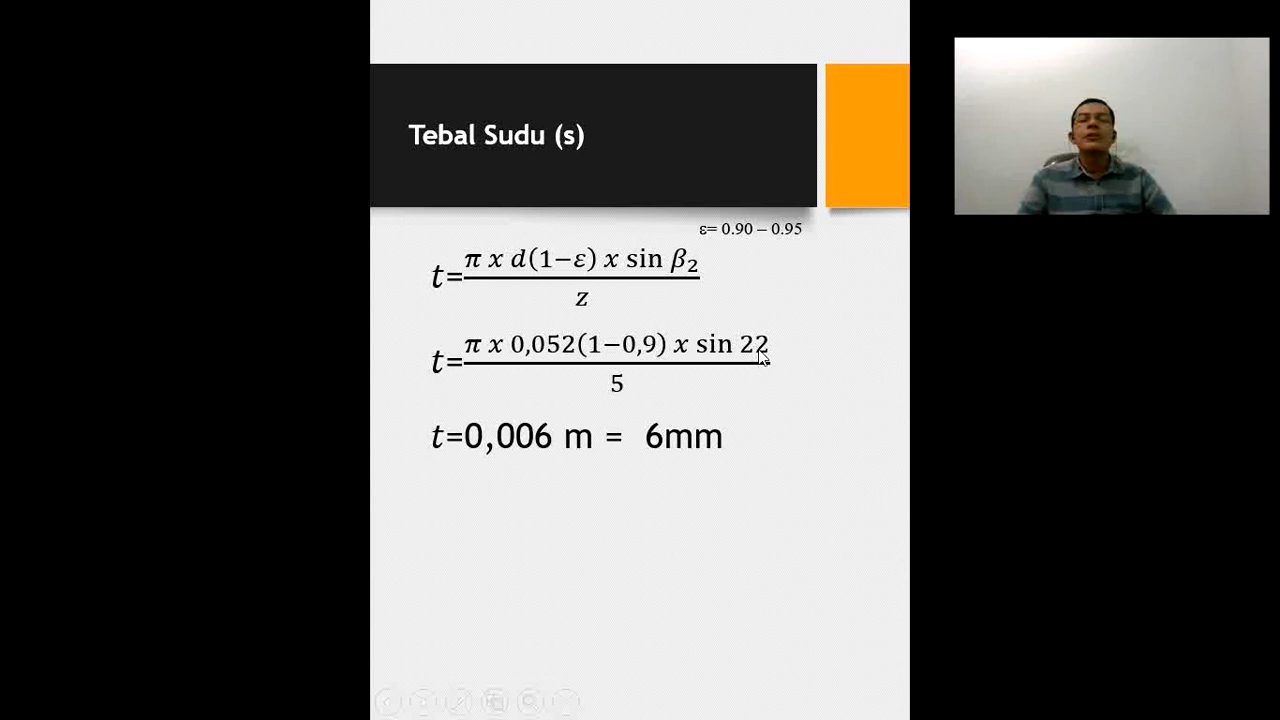 Tebal Sudu (s)
ε= 0.90 – 0.95
t=π x d(1−ε) x sin β₂
z
t=π x 0,052(1−0,9) x sin 22
5
t=0,006 m = 6mm